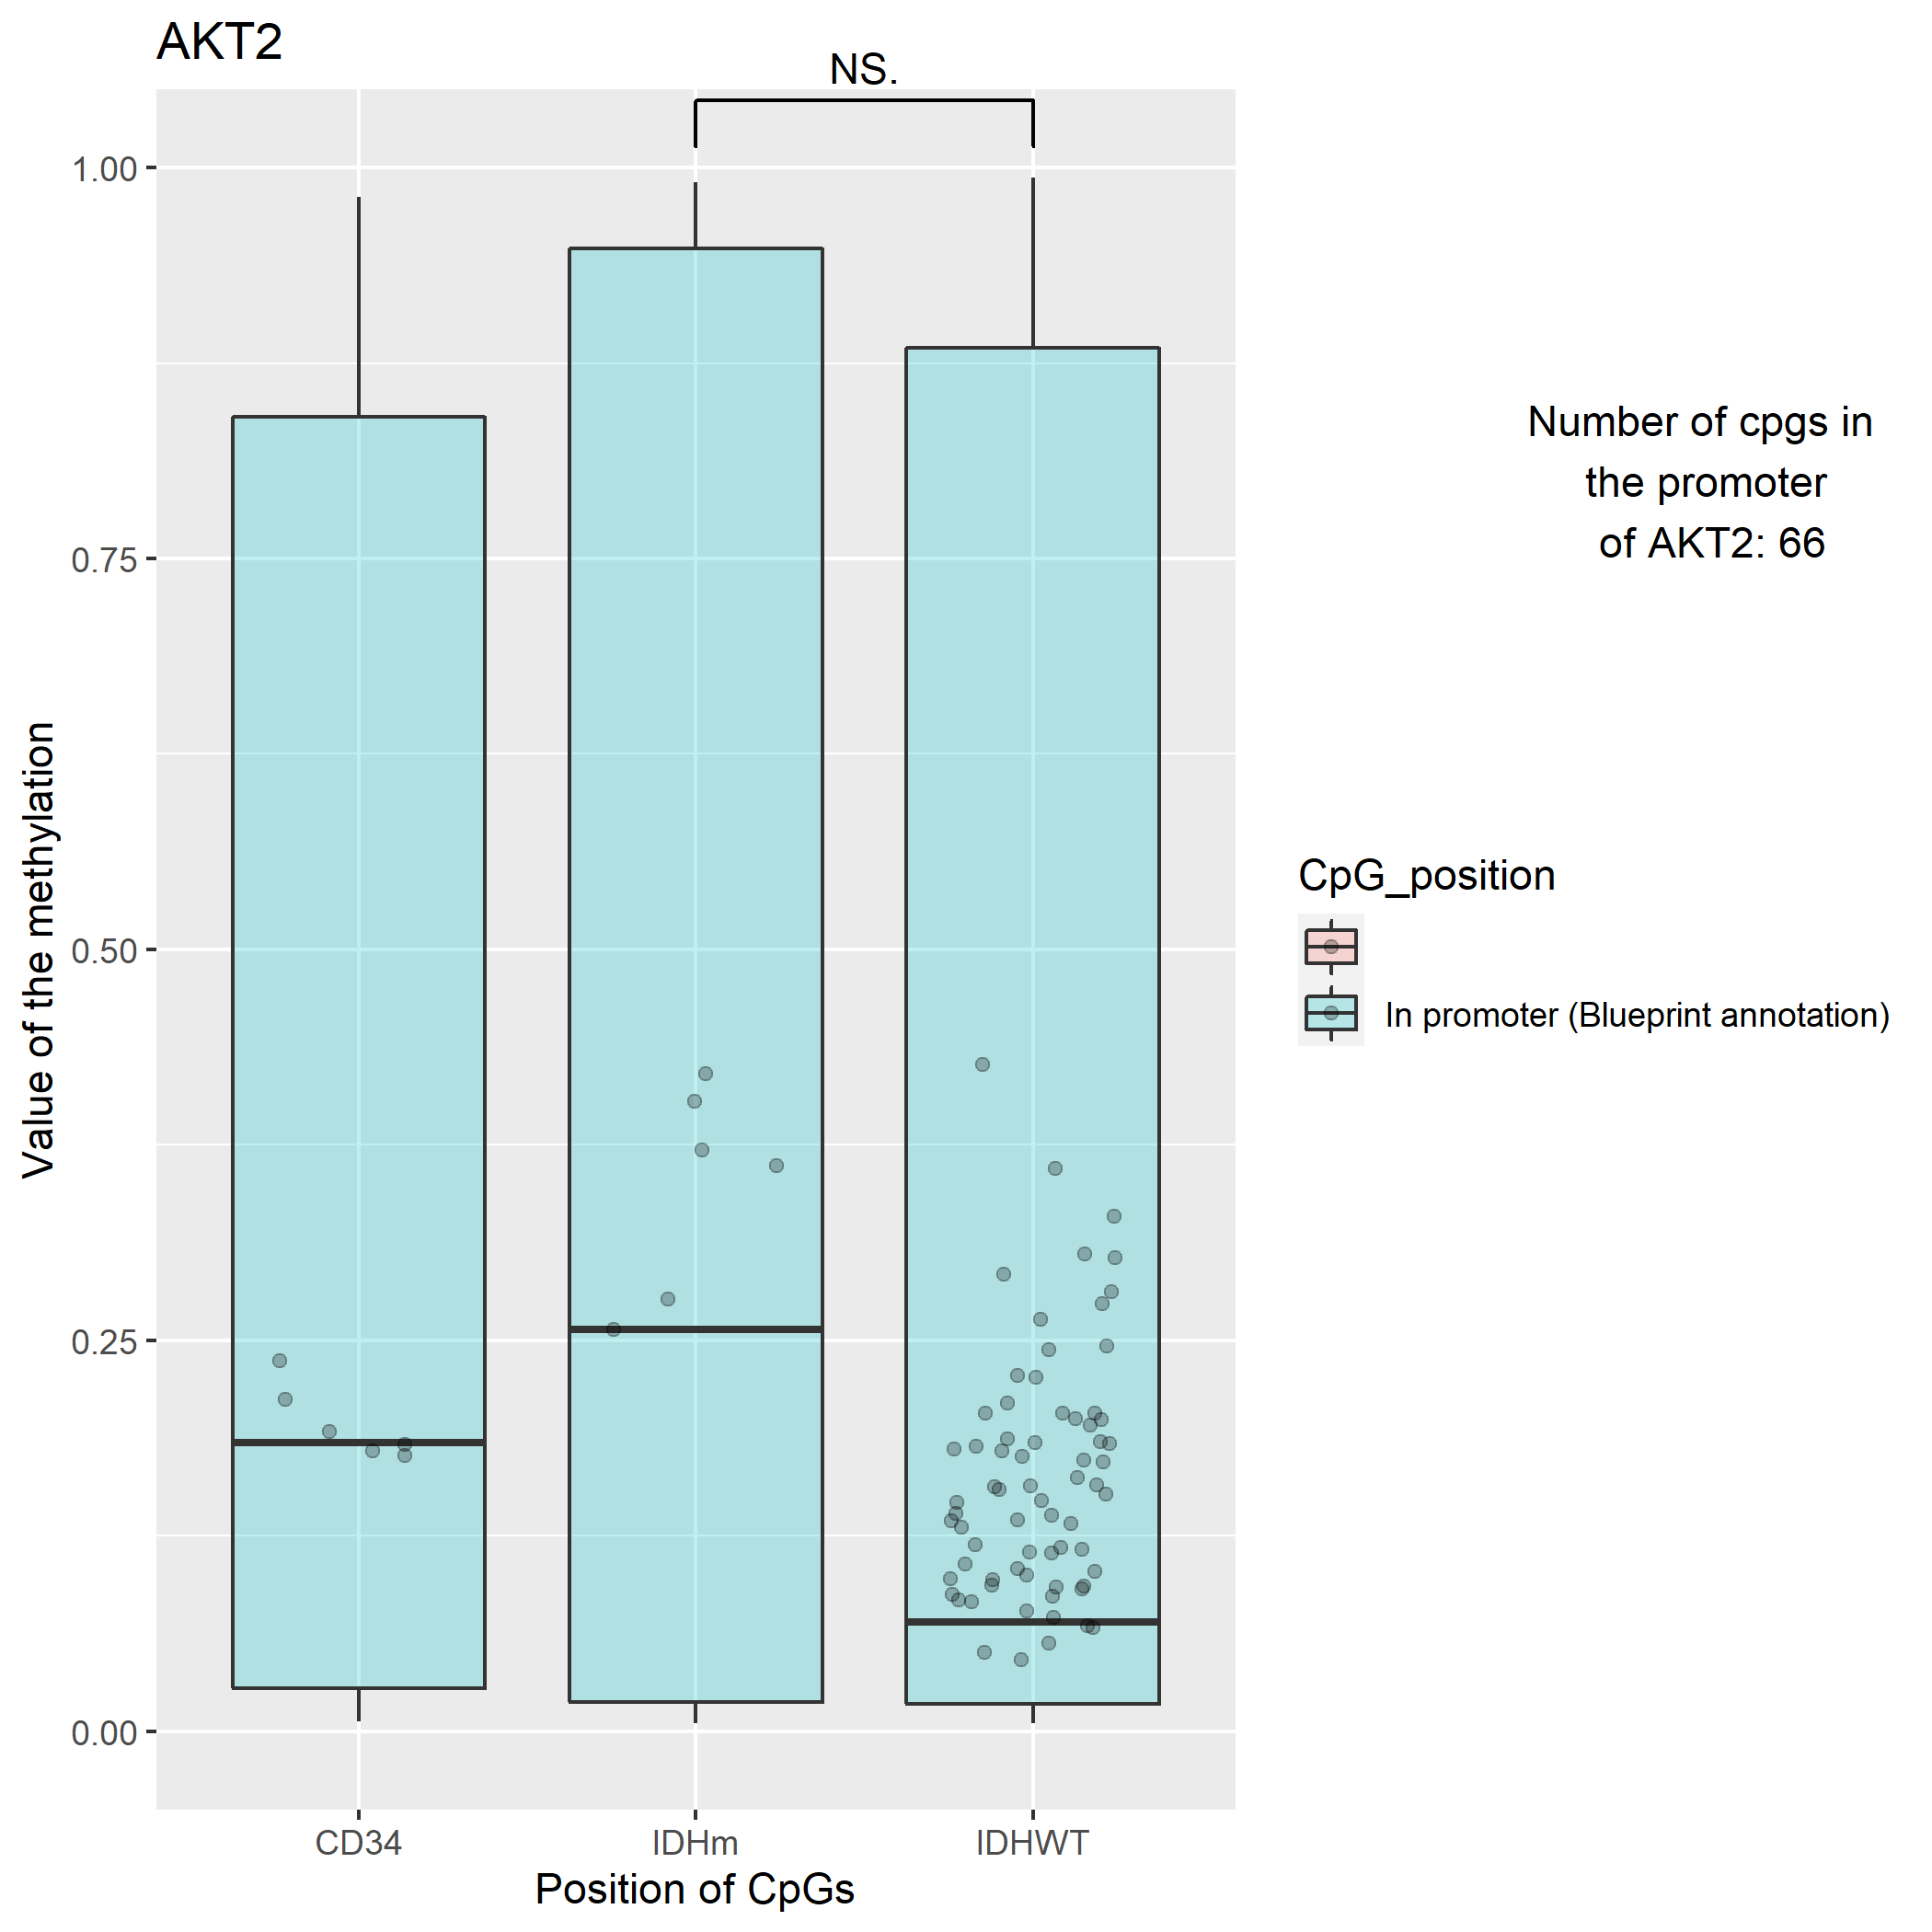 AKT2
NS.
1.00
0.75
0.50
0.25
0.00
Value of the methylation
CD34
IDHm
IDHWT
Position of CpGs
Number of cpgs in
the promoter
of AKT2: 66
CpG_position
In promoter (Blueprint annotation)